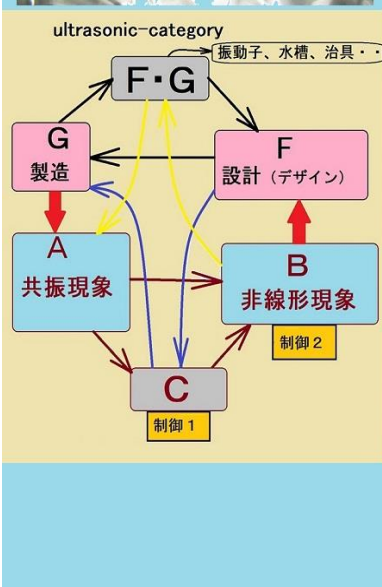 ultrasonic-category
振動子、水槽、治具・・
F・G
G
製造
F
設計（デザイン）
A
共振現象
B
非線形現象
制御２
C
制御１